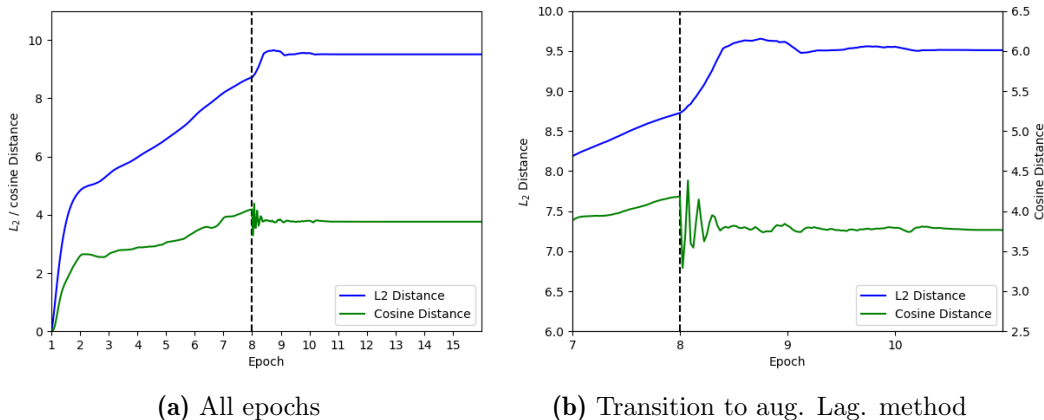 10
8
6
4
2
0
L2 / cosine Distance
1 2 3 4 5 6 7 8 9 10 11 12 13 14 15
Epoch
L2 Distance
Cosine Distance
(a) All epochs
10.0
9.5
9.0
8.5
8.0
7.5
7.0
6.5
6.0
L2 Distance
6.5
6.0
5.5
5.0
4.5
4.0
3.5
3.0
2.5
Cosine Distance
7 8 9 10
Epoch
L2 Distance
Cosine Distance
(b) Transition to aug. Lag. method